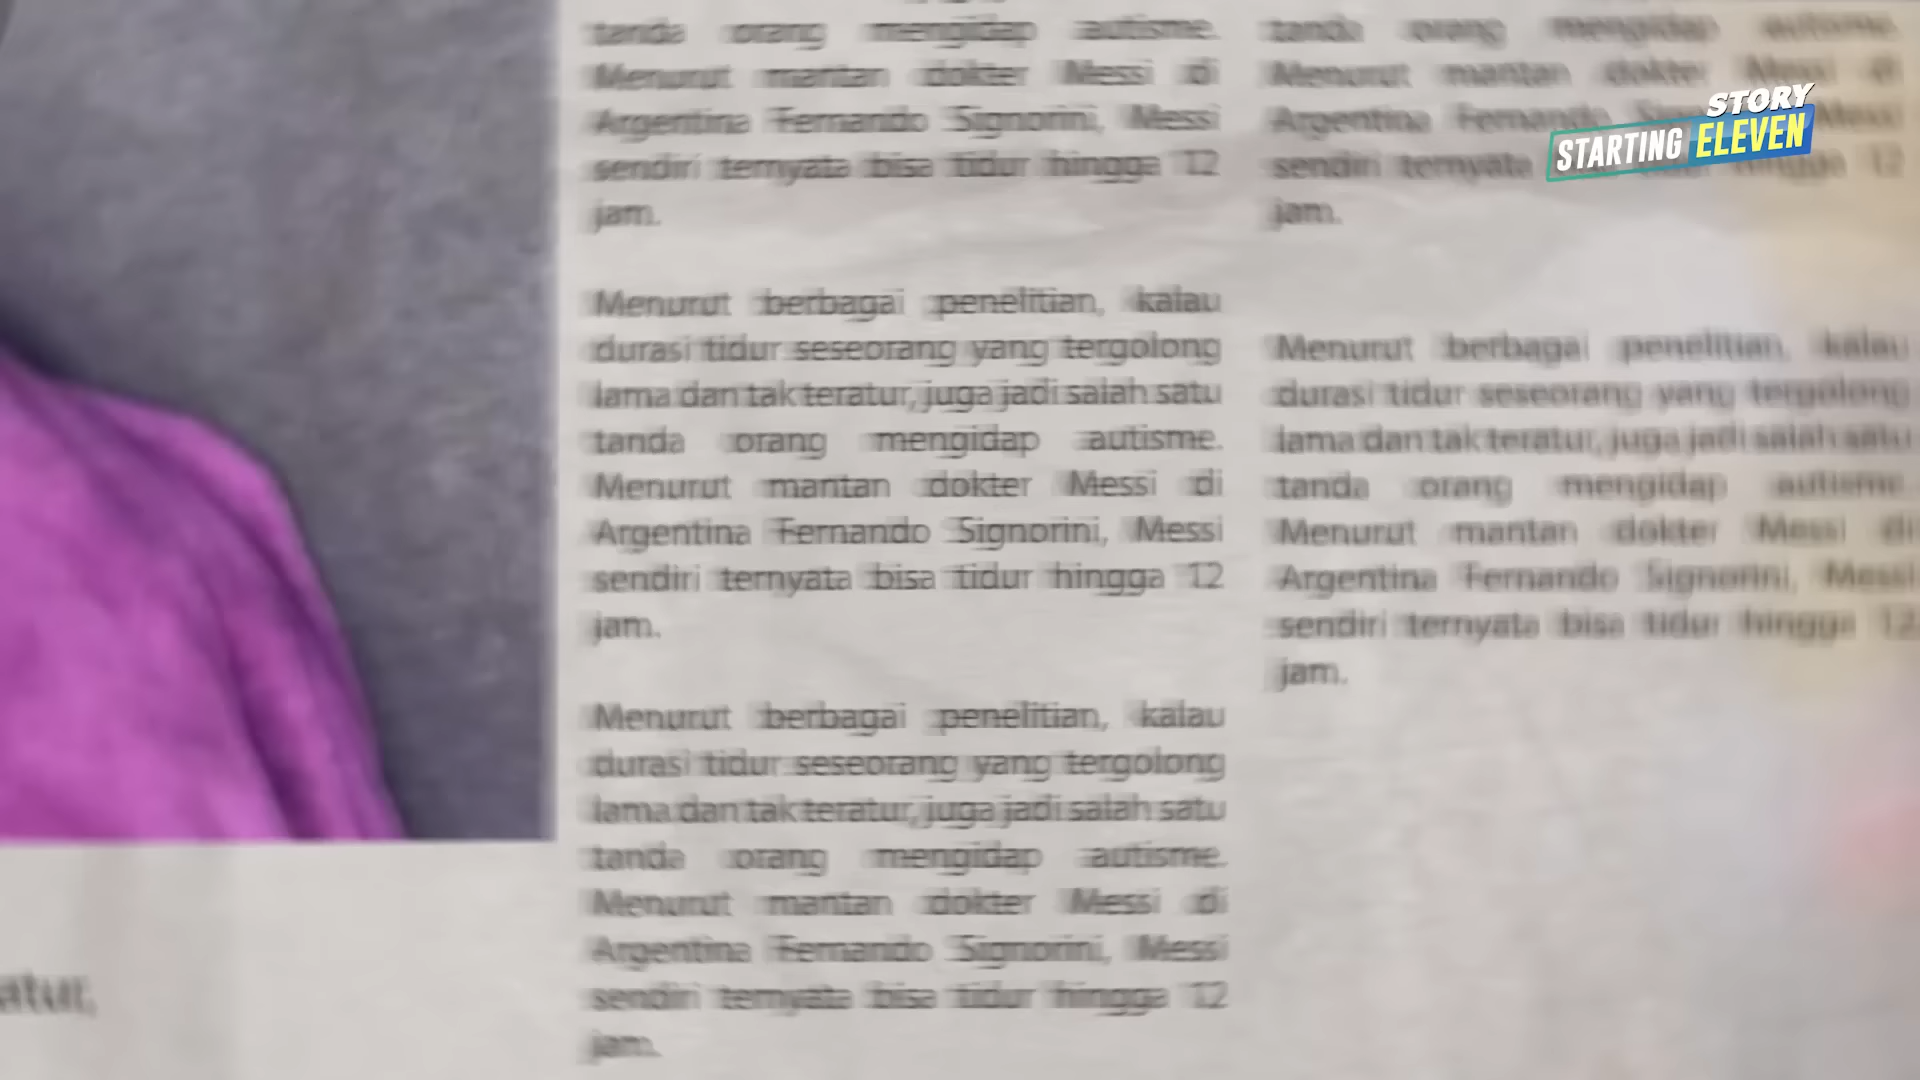 tanda orang mengidap autisme.
Menurut mantan dokter Messi di
Argentina Fernando Signorini, Messi
sendiri ternyata bisa tidur hingga 12
jam.
Menurut berbagai penelitian, kalau
durasi tidur seseorang yang tergolong
lama dan tak teratur, juga jadi salah satu
tanda orang mengidap autisme.
Menurut mantan dokter Messi di
Argentina Fernando Signorini, Messi
sendiri ternyata bisa tidur hingga 12
jam.
Menurut berbagai penelitian, kalau
durasi tidur seseorang yang tergolong
lama dan tak teratur, juga jadi salah satu
tanda orang mengidap autisme.
Menurut mantan dokter Messi di
Argentina Fernando Signorini, Messi
sendiri ternyata bisa tidur hingga 12
jam.
tanda orang mengidap autisme.
Menurut mantan dokter Messi di
Argentina Fernando Messi
sendiri ternyata hingga 12
jam.
Menurut berbagai penelitian, kalau
durasi tidur seseorang yang tergolong
lama dan tak teratur, juga jadi salah satu
tanda orang mengidap autisme.
Menurut mantan dokter Messi di
Argentina Fernando Signorini, Messi
sendiri ternyata bisa tidur hingga 12
jam.
STORY
STARTING ELEVEN
atur,